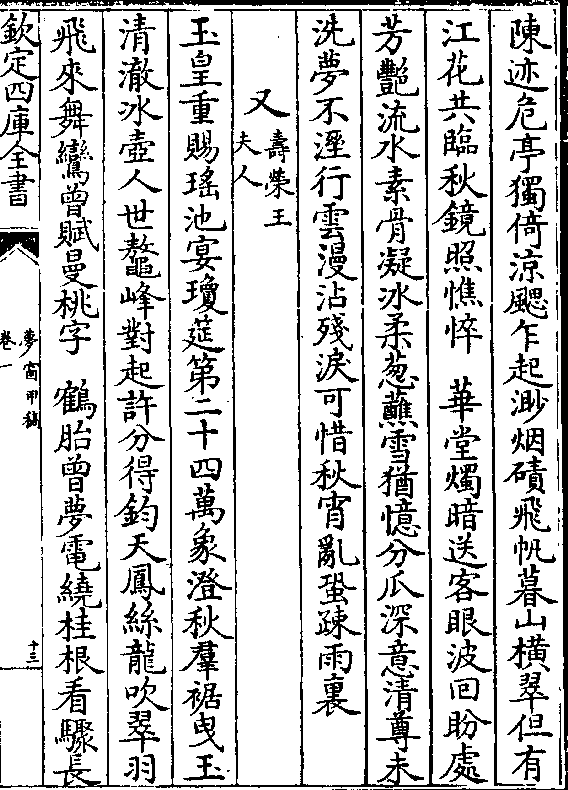 陳迹危亭獨倚涼颸乍起渺烟磧飛帆暮山橫翠但有
江花共臨秋鏡照憔悴　華堂燭暗送客眼波回盼處
芳艷流水素骨凝冰柔葱蘸雪猶憶分瓜深意清尊未
洗夢不溼行雲漫沾殘淚可惜秋宵亂蛩疎雨裏
又壽榮王夫人
玉皇重賜瑤池宴瓊筵第二十四萬象澄秋羣裾曳玉
清澈冰壺人世鼇峰對起許分得鈞天鳳絲龍吹翠羽
飛來舞鸞曾賦曼桃字　鶴胎曾夢電繞桂根看驟長
欽定四庫全書
夢窗甲稿
卷一
十三